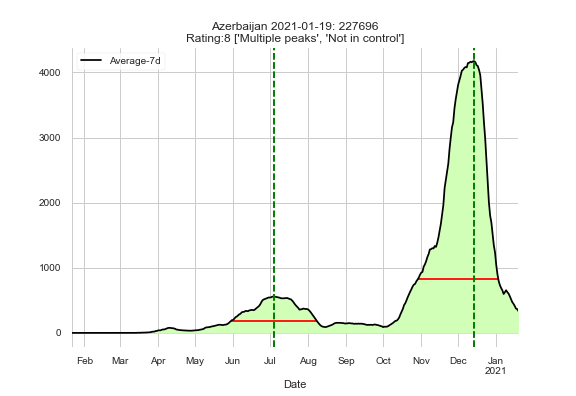 Azerbaijan 2021-01-19: 227696
Rating:8 ['Multiple peaks', 'Not in control']
Average-7d
4000
3000
2000
1000
0
Feb Mar Apr May Jun Jul Aug Sep Oct Nov Dec Jan
2021
Date